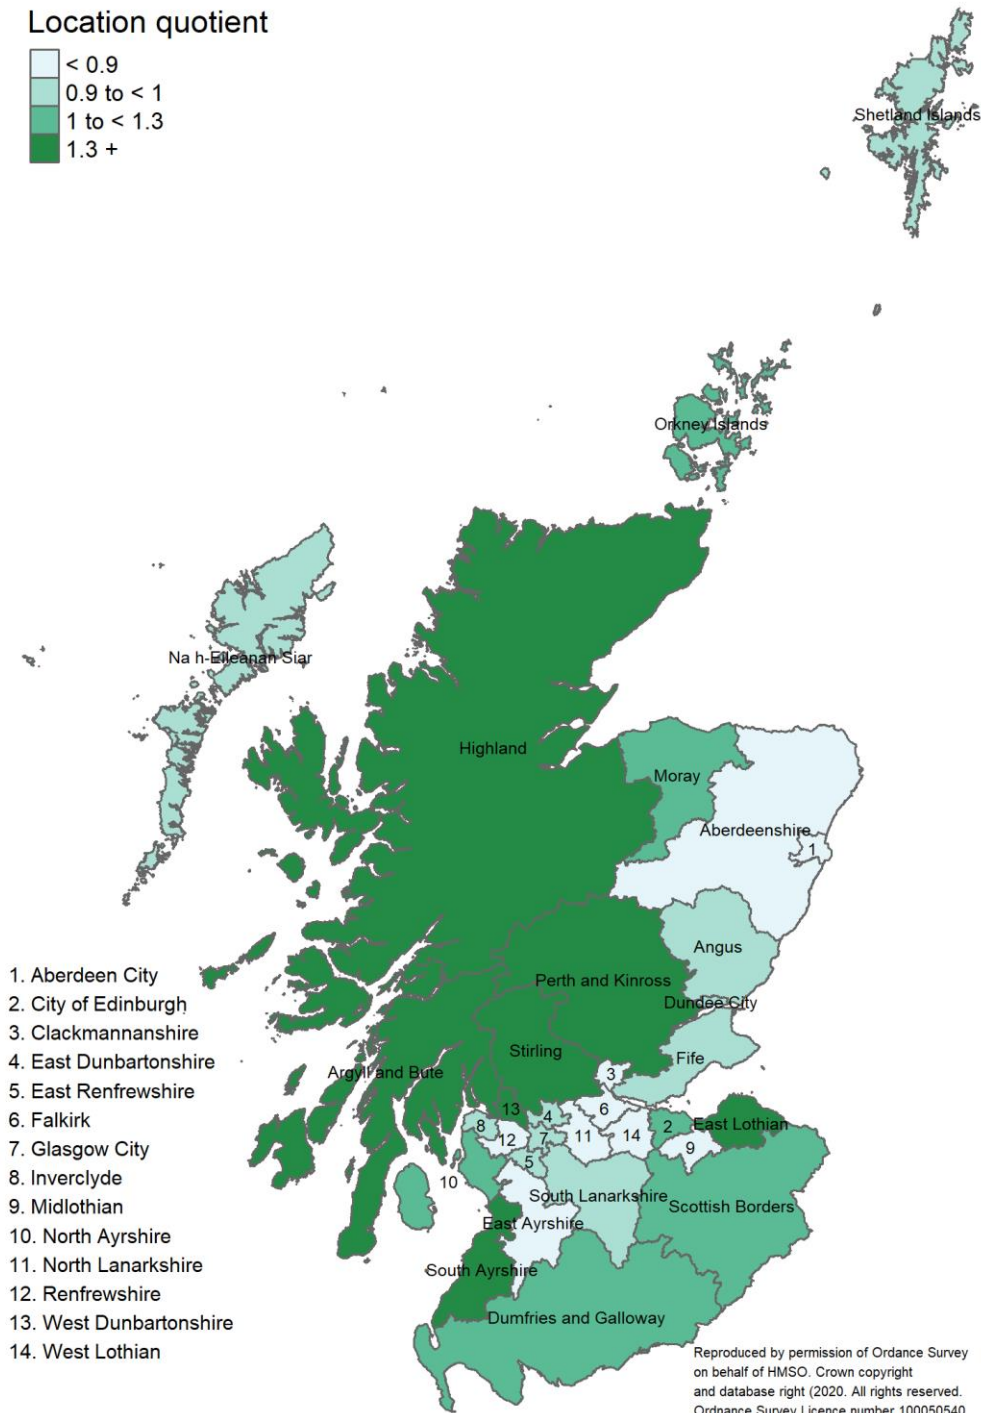 Location quotient
< 0.9
0.9 to < 1
1 to < 1.3
1.3 +
Shetland Islands
Orkney Islands
Na h-Eileanan Siar
Highland
Moray
Aberdeenshire
1
Angus
Perth and Kinross
Dundee City
Stirling
Fife
Argyll and Bute
3
13
4
6
8
12
7
11
14
2
East Lothian
9
5
10
South Lanarkshire
Scottish Borders
East Ayrshire
South Ayrshire
Dumfries and Galloway
1. Aberdeen City
2. City of Edinburgh
3. Clackmannanshire
4. East Dunbartonshire
5. East Renfrewshire
6. Falkirk
7. Glasgow City
8. Inverclyde
9. Midlothian
10. North Ayrshire
11. North Lanarkshire
12. Renfrewshire
13. West Dunbartonshire
14. West Lothian
Reproduced by permission of Ordance Survey
on behalf of HMSO. Crown copyright
and database right (2020. All rights reserved.
Ordnance Survey Licence number 100050540